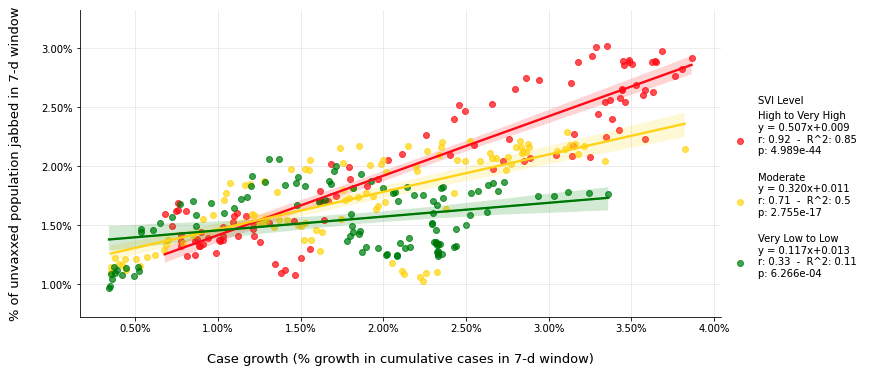 % of unvaxxed population jabbed in 7-d window
3.00%
2.50%
2.00%
1.50%
1.00%
0.50%
1.00%
1.50%
2.00%
2.50%
3.00%
3.50%
4.00%
Case growth (% growth in cumulative cases in 7-d window)
SVI Level
High to Very High
y = 0.507x+0.009
r: 0.92  -  R^2: 0.85
p: 4.989e-44
Moderate
y = 0.320x+0.011
r: 0.71  -  R^2: 0.5
p: 2.755e-17
Very Low to Low
y = 0.117x+0.013
r: 0.33  -  R^2: 0.11
p: 6.266e-04